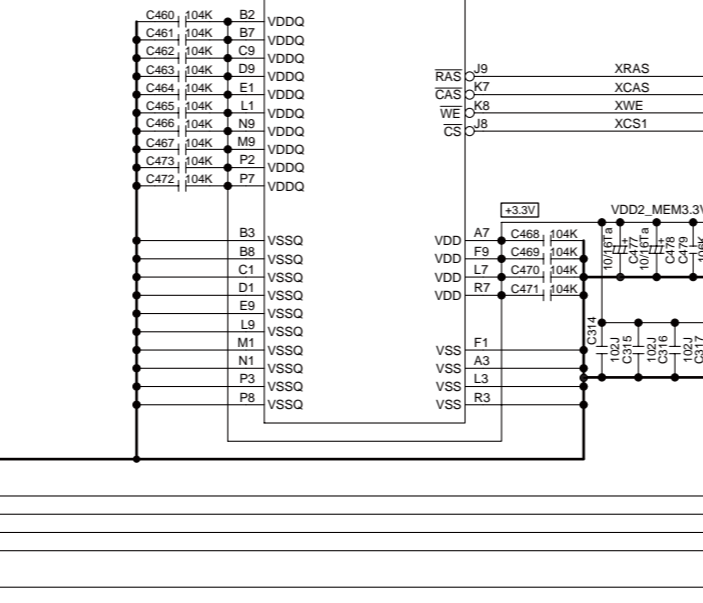 C460 104K B2 VDDQ
C461 104K B7 VDDQ
C462 104K C9 VDDQ
C463 104K D9 VDDQ
C464 104K E1 VDDQ
C465 104K L1 VDDQ
C466 104K N9 VDDQ
C467 104K M9 VDDQ
C473 104K P2 VDDQ
C472 104K P7 VDDQ
RAS J9 XRAS
CAS K7 XCAS
WE K8 XWE
CS J8 XCS1
B3 VSSQ
B8 VSSQ
C1 VSSQ
D1 VSSQ
E9 VSSQ
L9 VSSQ
M1 VSSQ
N1 VSSQ
P3 VSSQ
P8 VSSQ
+3.3V
VDD2_MEM3.3V
VDD A7 C468 104K
VDD F9 C469 104K
VDD L7 C470 104K
VDD R7 C471 104K
VSS F1
VSS A3
VSS L3
VSS R3
10/16Ta
C477
10/16Ta
C478
C479
106K
C314
102J
C315
102J
C316
102J
C317